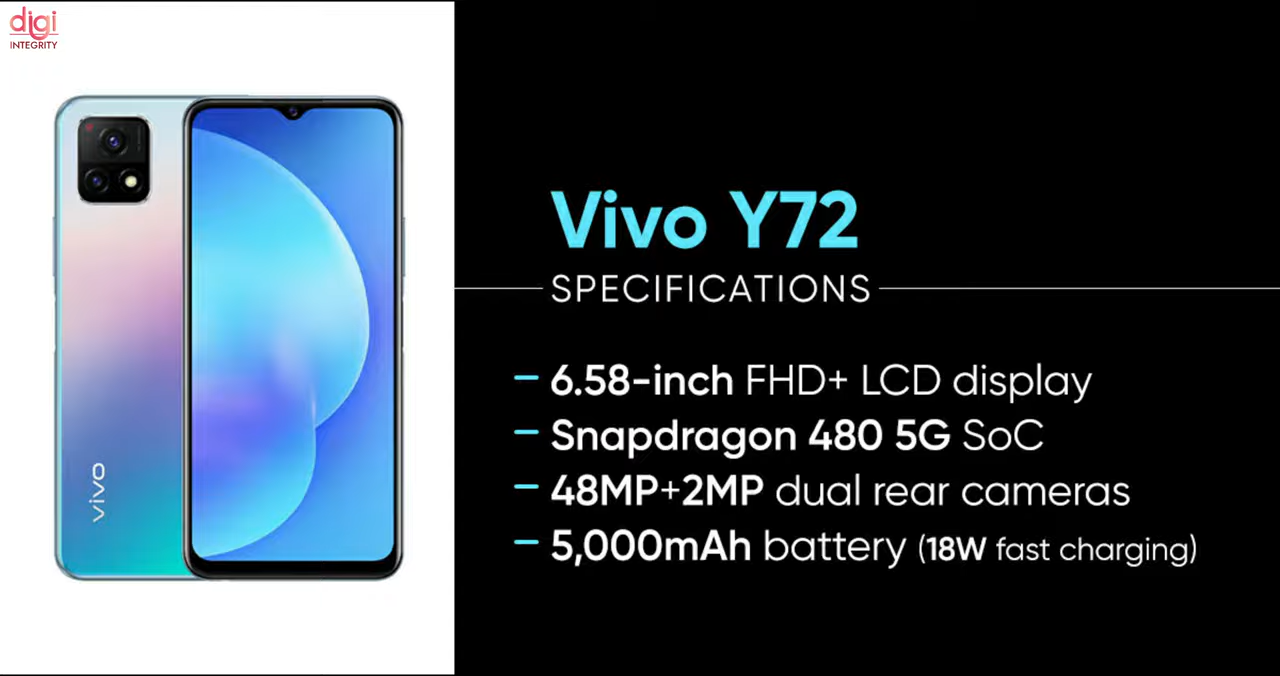 digi
INTEGRITY
vivo
Vivo Y72
SPECIFICATIONS
– 6.58-inch FHD+ LCD display
– Snapdragon 480 5G SoC
– 48MP+2MP dual rear cameras
– 5,000mAh battery (18W fast charging)